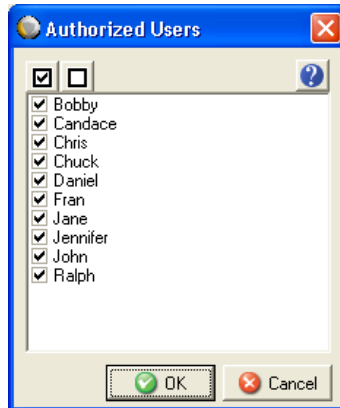 Authorized Users
Bobby
Candace
Chris
Chuck
Daniel
Fran
Jane
Jennifer
John
Ralph
OK
Cancel